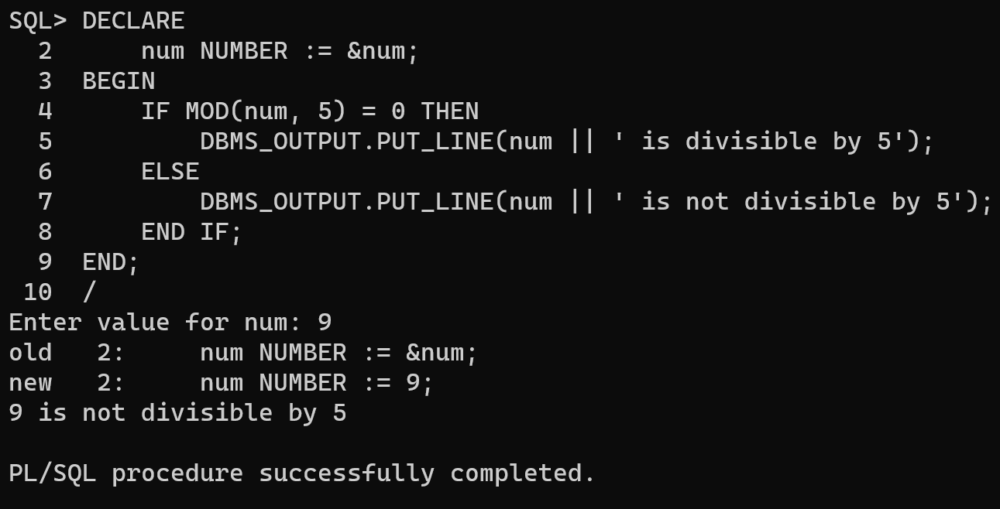 SQL> DECLARE
  2      num NUMBER := &num;
  3  BEGIN
  4      IF MOD(num, 5) = 0 THEN
  5          DBMS_OUTPUT.PUT_LINE(num || ' is divisible by 5');
  6      ELSE
  7          DBMS_OUTPUT.PUT_LINE(num || ' is not divisible by 5');
  8      END IF;
  9  END;
 10  /
Enter value for num: 9
old   2:     num NUMBER := &num;
new   2:     num NUMBER := 9;
9 is not divisible by 5

PL/SQL procedure successfully completed.